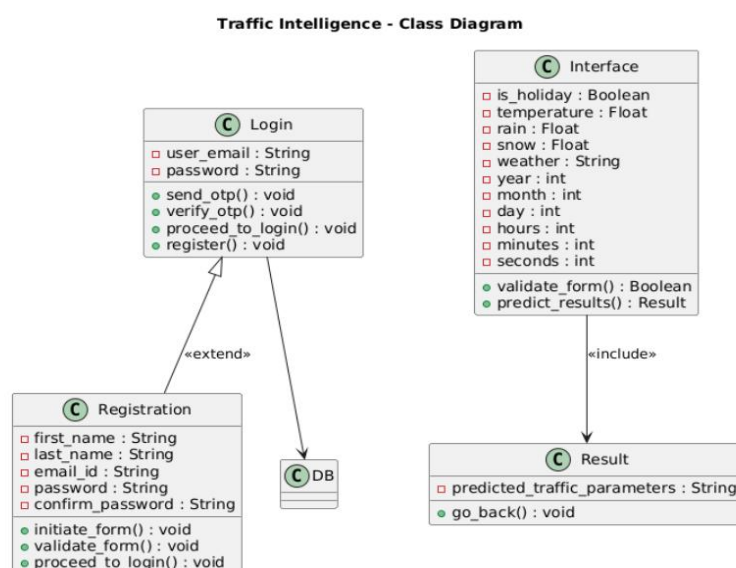 Traffic Intelligence - Class Diagram
C Interface
is_holiday : Boolean
temperature : Float
rain : Float
snow : Float
weather : String
year : int
month : int
day : int
hours : int
minutes : int
seconds : int
validate_form() : Boolean
predict_results() : Result
C Login
user_email : String
password : String
send_otp() : void
verify_otp() : void
proceed_to_login() : void
register() : void
«extend»
«include»
C Registration
first_name : String
last_name : String
email_id : String
password : String
confirm_password : String
initiate_form() : void
validate_form() : void
proceed_to_login() : void
C DB
C Result
predicted_traffic_parameters : String
go_back() : void